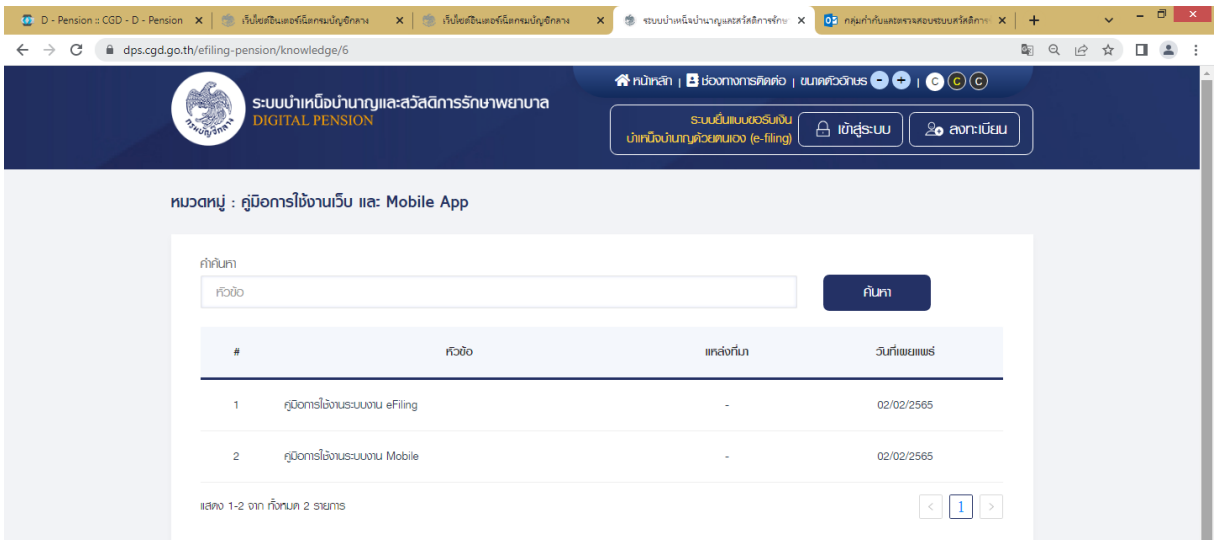 D - Pension :: CGD - D - Pension
เว็บไซต์อินเตอร์เน็ตกรมบัญชีกลาง
เว็บไซต์อินเตอร์เน็ตกรมบัญชีกลาง
ระบบบำเหน็จบำนาญและสวัสดิการรักษ
กลุ่มกำกับและตรวจสอบระบบสวัสดิการ
dps.cgd.go.th/efiling-pension/knowledge/6
หน้าหลัก | ช่องทางการติดต่อ | ขนาดตัวอักษร - + | C C C
กรมบัญชีกลาง
ระบบบำเหน็จบำนาญและสวัสดิการรักษาพยาบาล
DIGITAL PENSION
ระบบยื่นแบบขอรับเงิน
บำเหน็จบำนาญด้วยตนเอง (e-filing)
เข้าสู่ระบบ
ลงทะเบียน
หมวดหมู่ : คู่มือการใช้งานเว็บ และ Mobile App
คำค้นหา
หัวข้อ
ค้นหา
# หัวข้อ แหล่งที่มา วันที่เผยแพร่
1 คู่มือการใช้งานระบบงาน eFiling - 02/02/2565
2 คู่มือการใช้งานระบบงาน Mobile - 02/02/2565
แสดง 1-2 จาก ทั้งหมด 2 รายการ
< 1 >